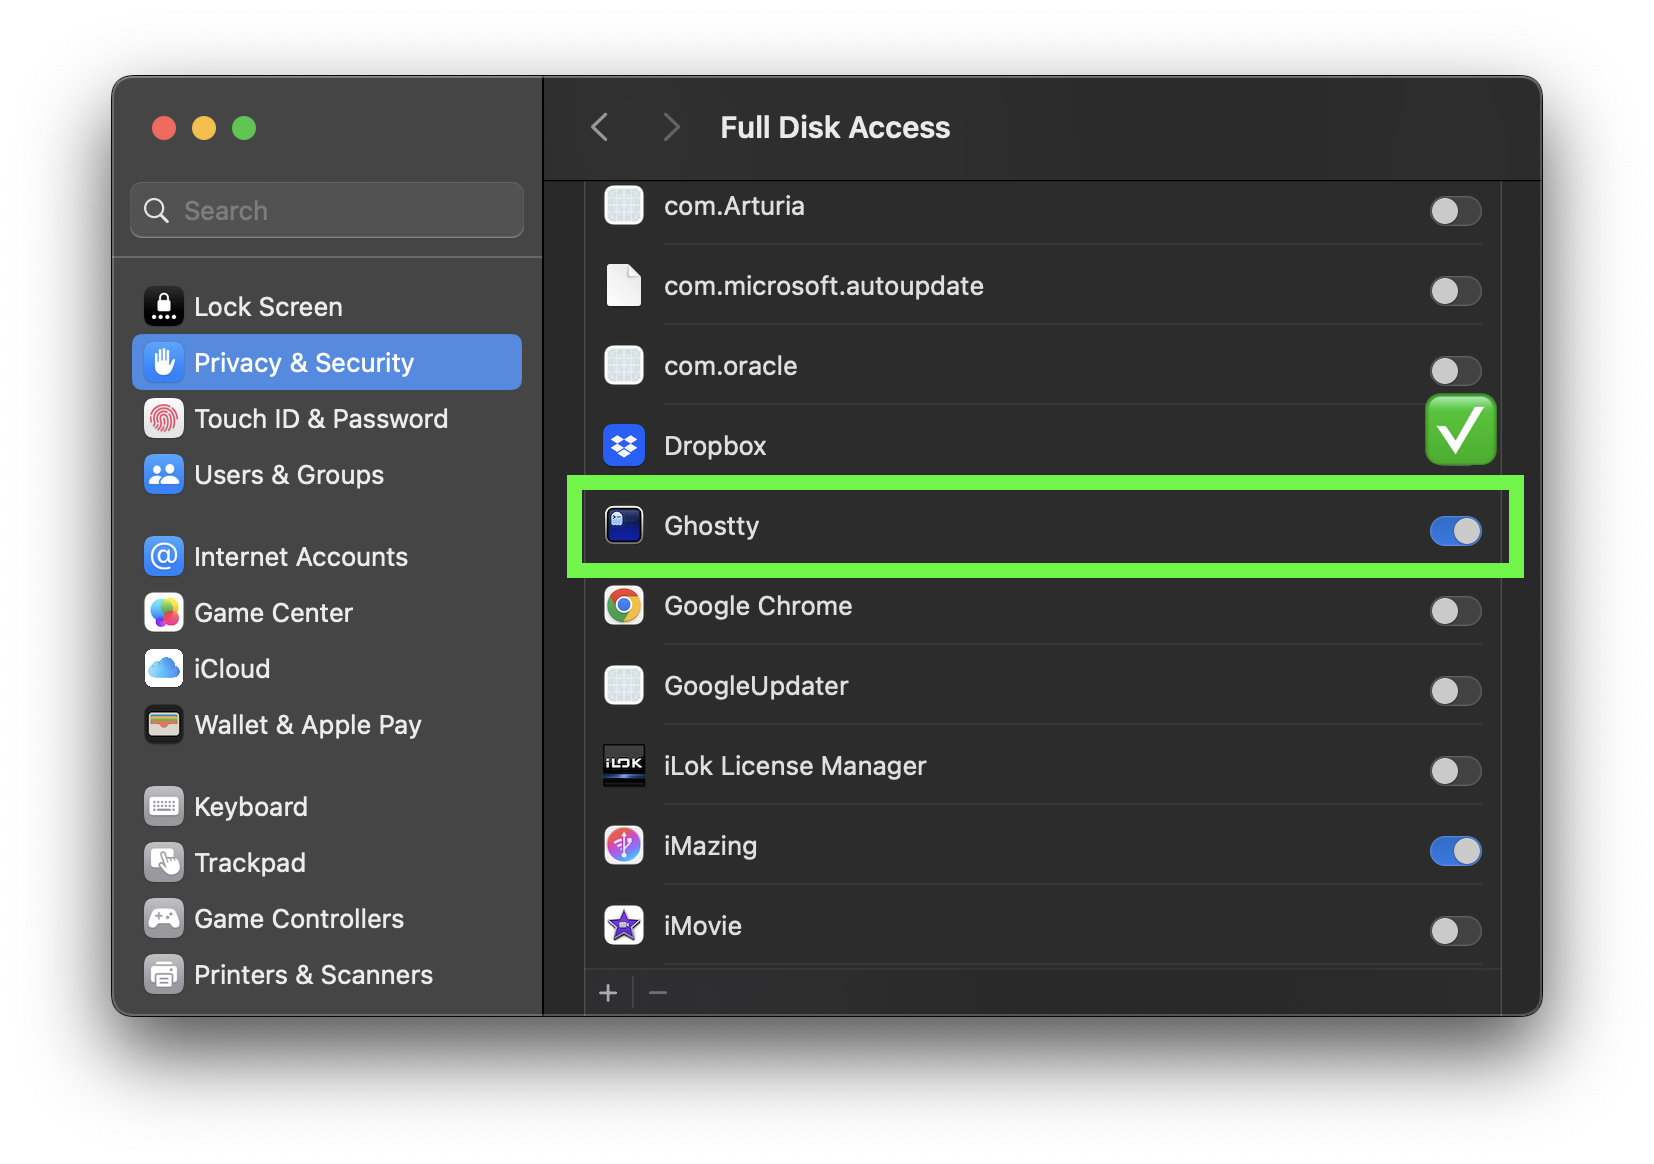 Full Disk Access
Search
Lock Screen
Privacy & Security
Touch ID & Password
Users & Groups
Internet Accounts
Game Center
iCloud
Wallet & Apple Pay
Keyboard
Trackpad
Game Controllers
Printers & Scanners
com.Arturia
com.microsoft.autoupdate
com.oracle
Dropbox
Ghostty
Google Chrome
GoogleUpdater
iLOK
iLok License Manager
iMazing
iMovie